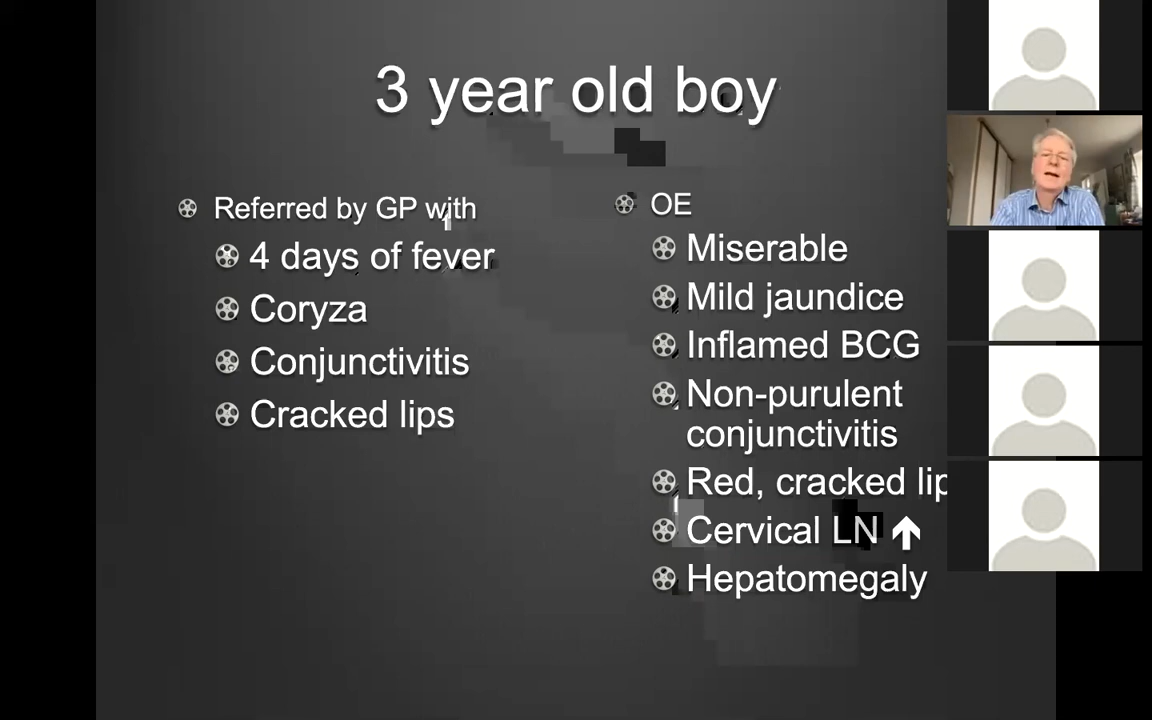 3 year old boy
Referred by GP with
4 days of fever
Coryza
Conjunctivitis
Cracked lips
OE
Miserable
Mild jaundice
Inflamed BCG
Non-purulent
conjunctivitis
Red, cracked lip
Cervical LN ↑
Hepatomegaly